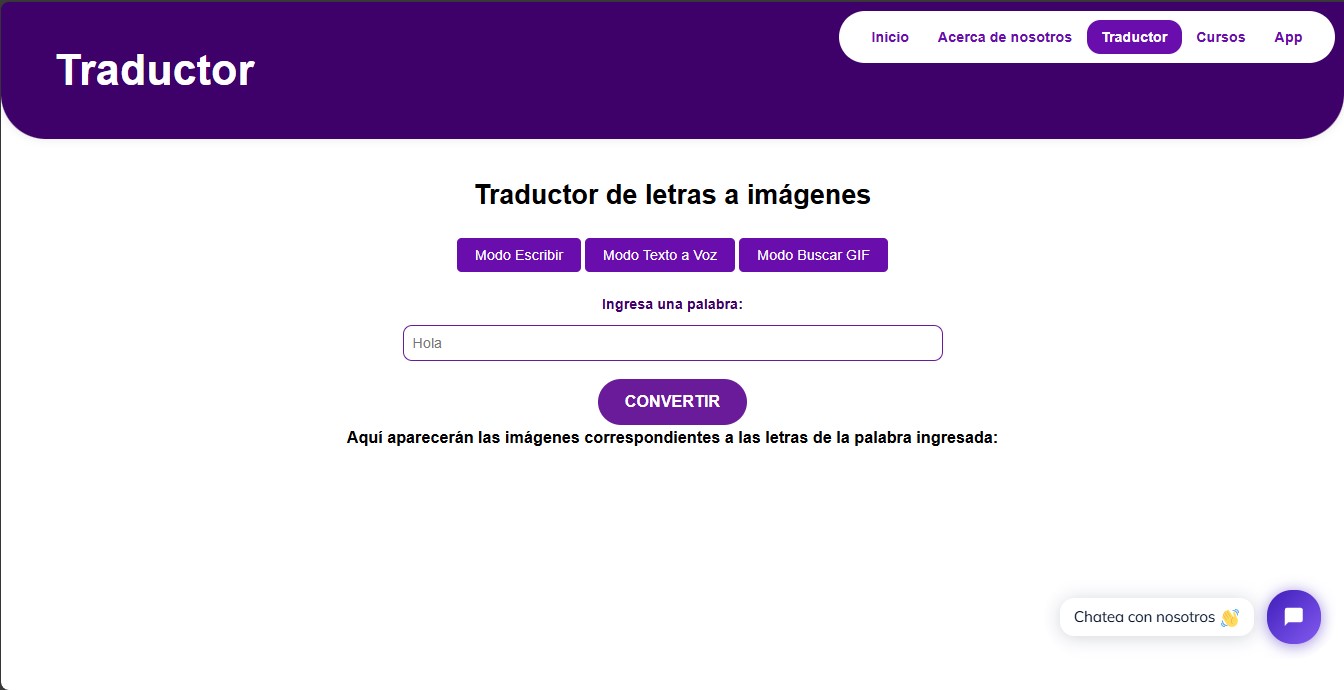 Inicio Acerca de nosotros Traductor Cursos App
Traductor
Traductor de letras a imágenes
Modo Escribir Modo Texto a Voz Modo Buscar GIF
Ingresa una palabra:
Hola
CONVERTIR
Aquí aparecerán las imágenes correspondientes a las letras de la palabra ingresada:
Chatea con nosotros 👋